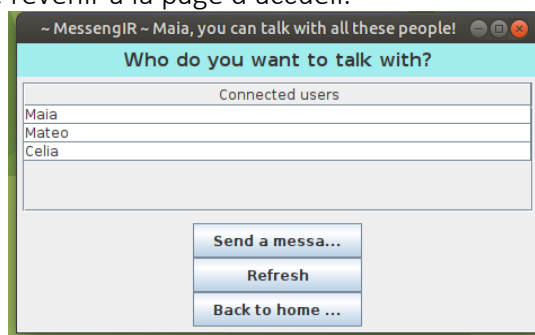 revenir à la page d'accueil.
~ MessengIR ~ Maia, you can talk with all these people!
Who do you want to talk with?
Connected users
Maia
Mateo
Celia
Send a messa...
Refresh
Back to home ...